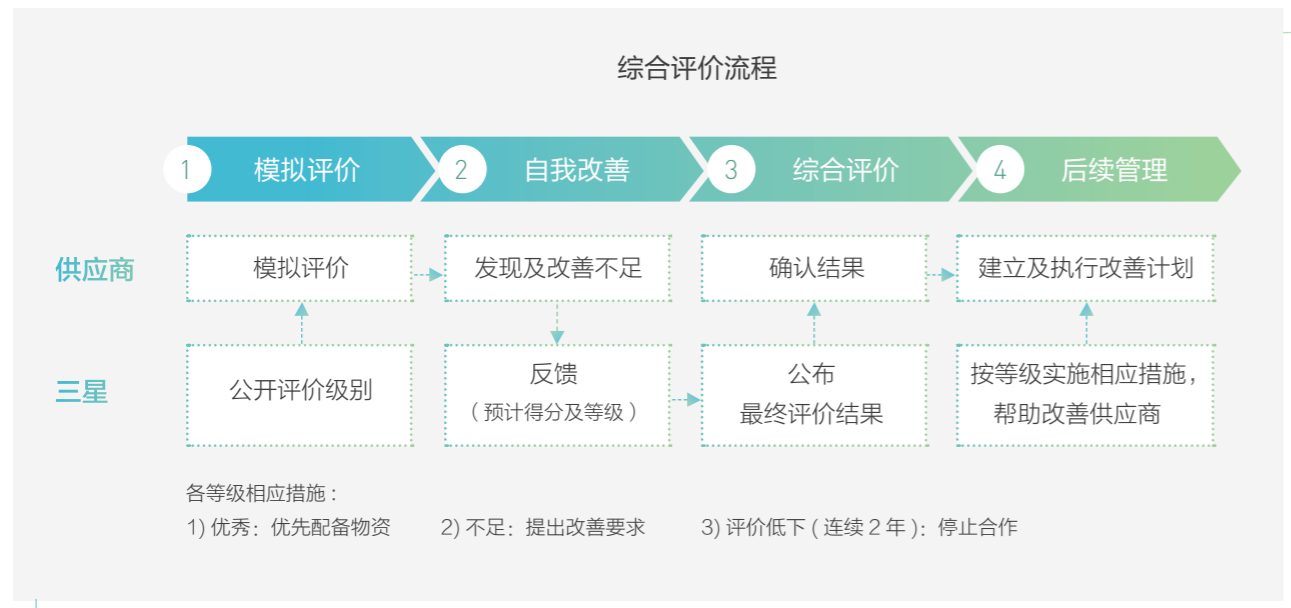 综合评价流程
1 模拟评价 2 自我改善 3 综合评价 4 后续管理
供应商 模拟评价 发现及改善不足 确认结果 建立及执行改善计划
三星 公开评价级别
反馈
（预计得分及等级）
公布
最终评价结果
按等级实施相应措施，
帮助改善供应商
各等级相应措施：
1) 优秀：优先配备物资 2) 不足：提出改善要求 3) 评价低下 ( 连续 2 年 )：停止合作